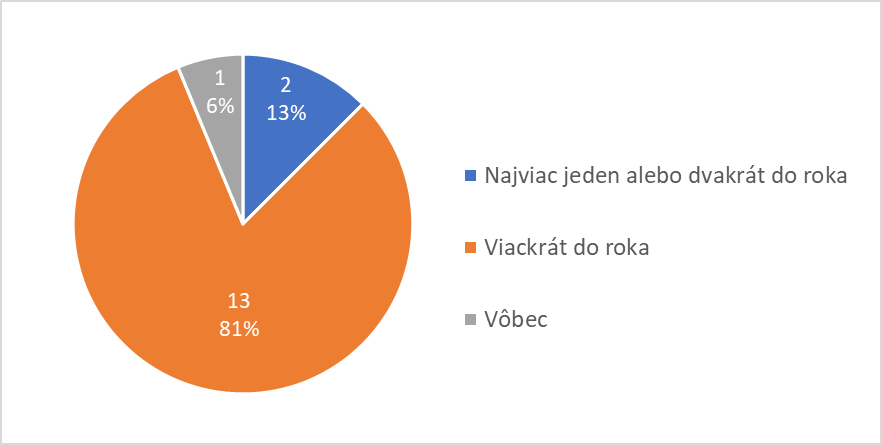 1
6%
2
13%
13
81%
Najviac jeden alebo dvakrát do roka
Viackrát do roka
Vôbec